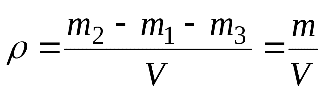 ρ = (m₂ - m₁ - m₃)/V = m/V